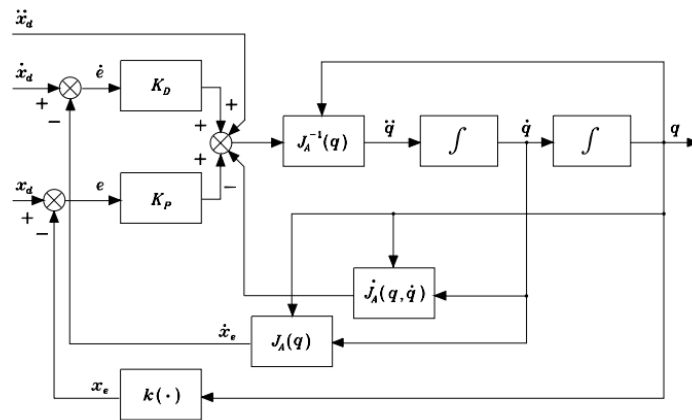 ẍ_d
ẋ_d
ė
K_D
+
+
−
+
+
J_A^{-1}(q)
q̈
∫
q̇
∫
q
x_d
e
K_P
+
−
+
−
J̇_A(q, q̇)
ẋ_e
J_A(q)
x_e
k(·)